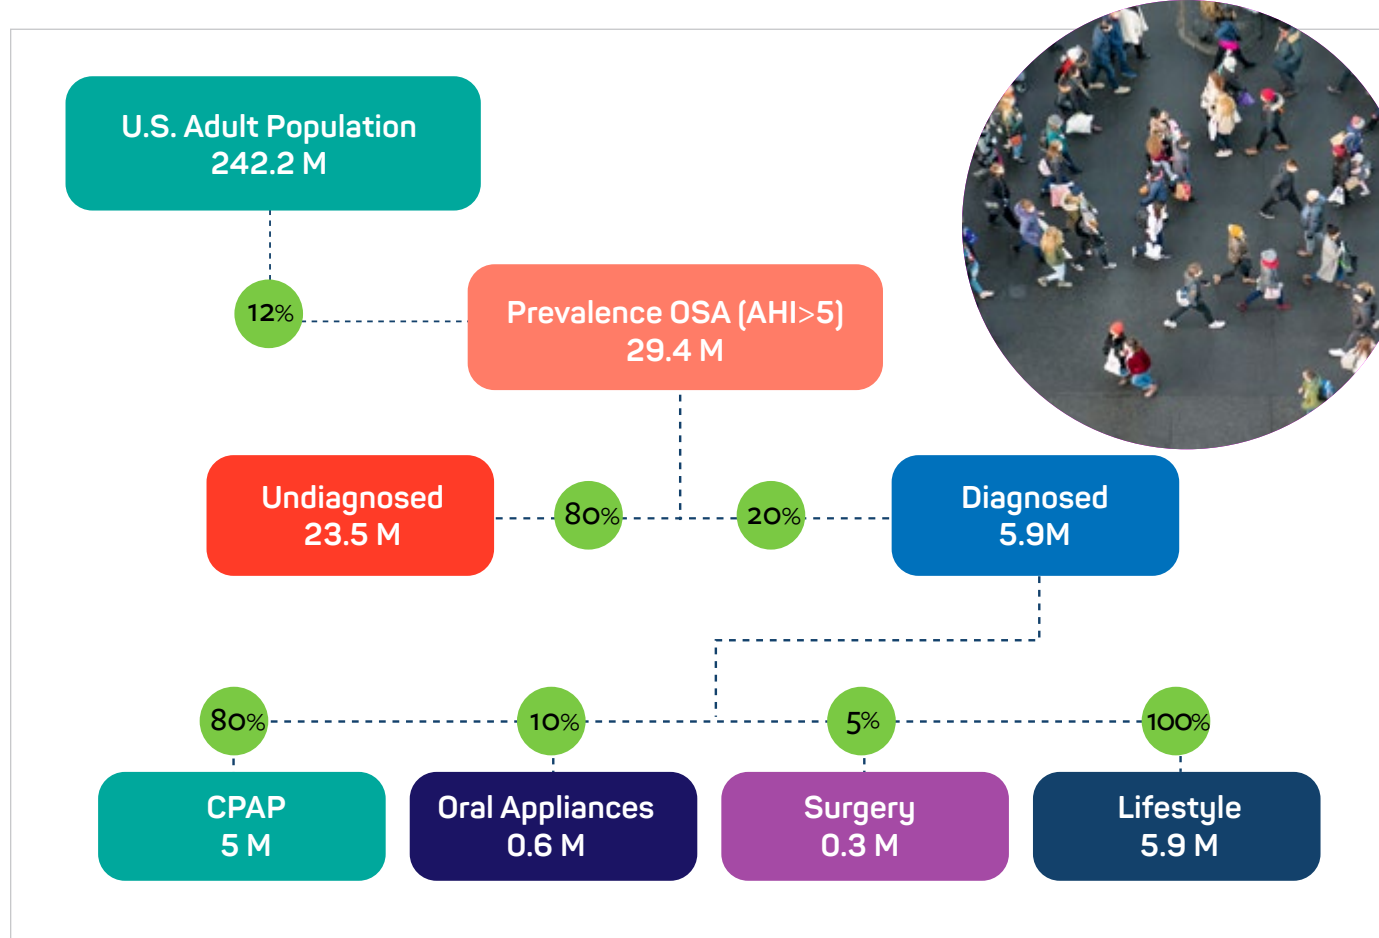 U.S. Adult Population
242.2 M
12%
Prevalence OSA (AHI>5)
29.4 M
Undiagnosed
23.5 M
80%
20%
Diagnosed
5.9M
80%
10%
5%
100%
CPAP
5 M
Oral Appliances
0.6 M
Surgery
0.3 M
Lifestyle
5.9 M